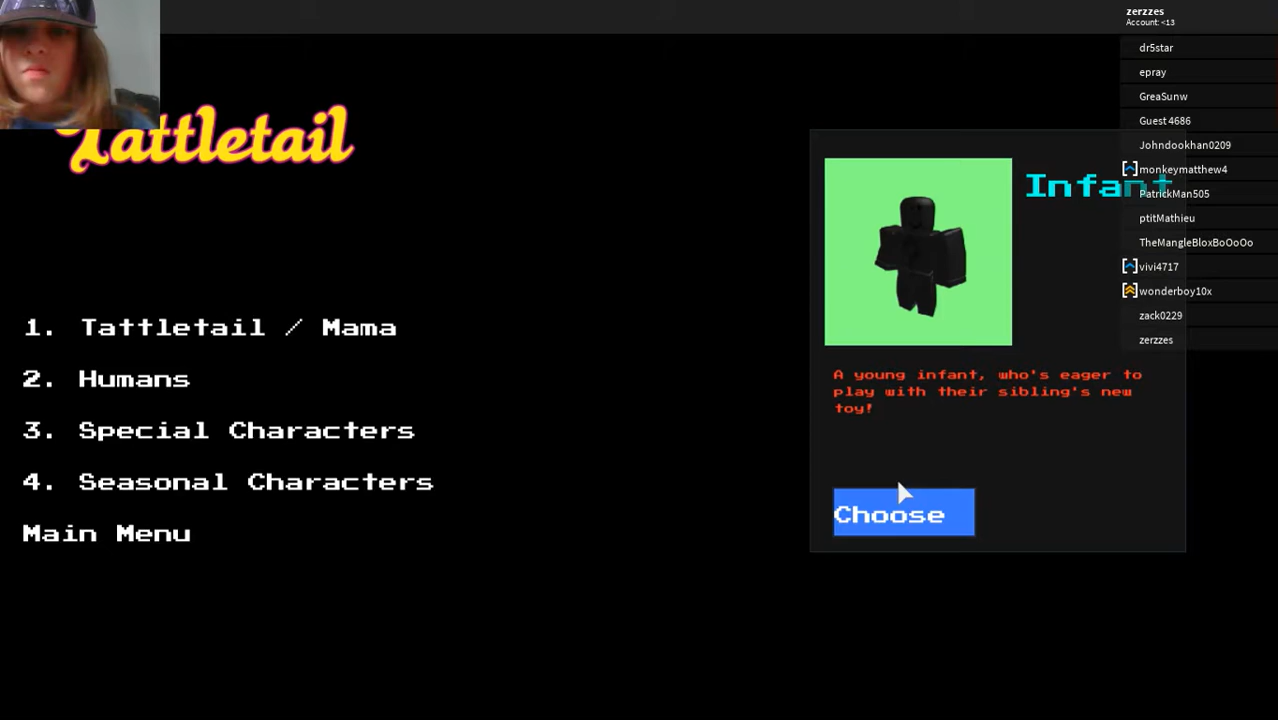 zerzzes
Account: <13
dr5star
epray
GreaSunw
Guest 4686
Johndookhan0209
monkeymatthew4
PatrickMan505
ptitMathieu
TheMangleBloxBoOoOo
vivi4717
wonderboy10x
zack0229
zerzzes
Tattletail
1. Tattletail / Mama
2. Humans
3. Special Characters
4. Seasonal Characters
Main Menu
Infant
A young infant, who's eager to
play with their sibling's new
toy!
Choose